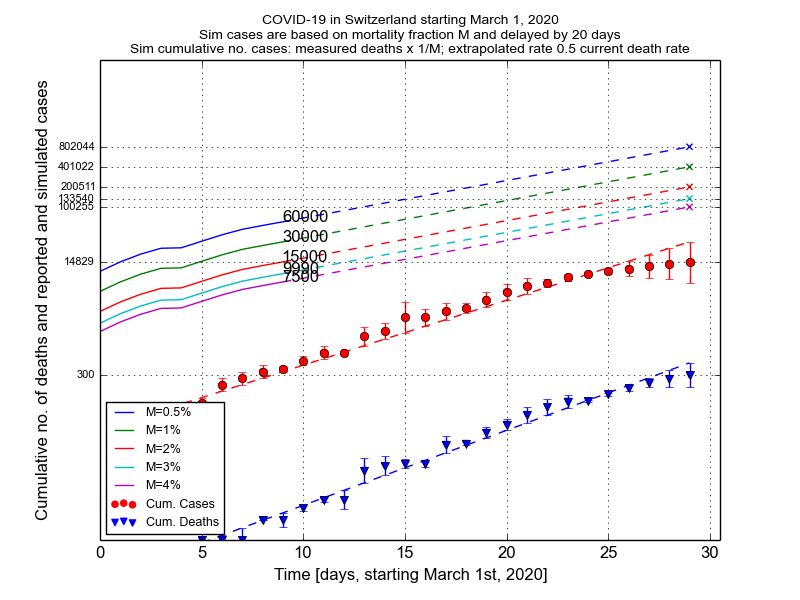 COVID-19 in Switzerland starting March 1, 2020
Sim cases are based on mortality fraction M and delayed by 20 days
Sim cumulative no. cases: measured deaths x 1/M; extrapolated rate 0.5 current death rate
Cumulative no. of deaths and reported and simulated cases
802044
401022
200511
133540
100255
14829
300
60000
30000
15000
9990
7500
M=0.5%
M=1%
M=2%
M=3%
M=4%
Cum. Cases
Cum. Deaths
0 5 10 15 20 25 30
Time [days, starting March 1st, 2020]